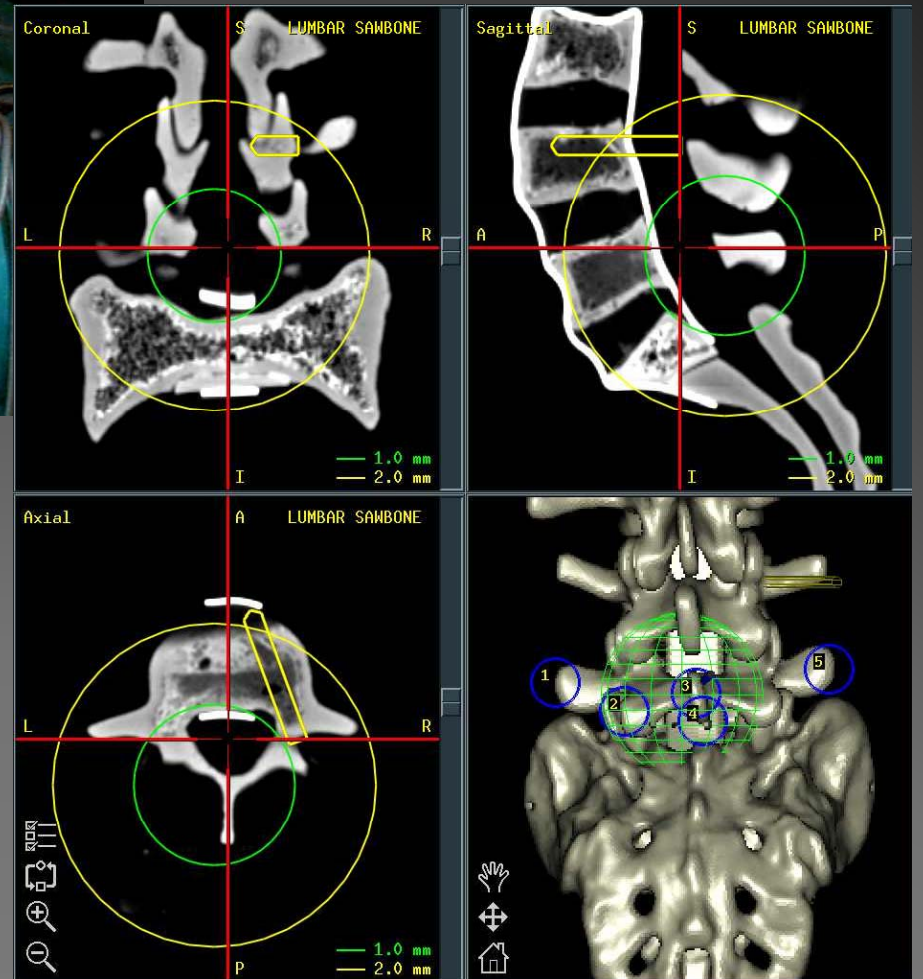 Coronal S LUMBAR SAWBONE
L R
1.0 mm
I 2.0 mm
Sagittal S LUMBAR SAWBONE
A P
1.0 mm
I 2.0 mm
Axial A LUMBAR SAWBONE
L R
1.0 mm
P 2.0 mm
1
2
3
4
5